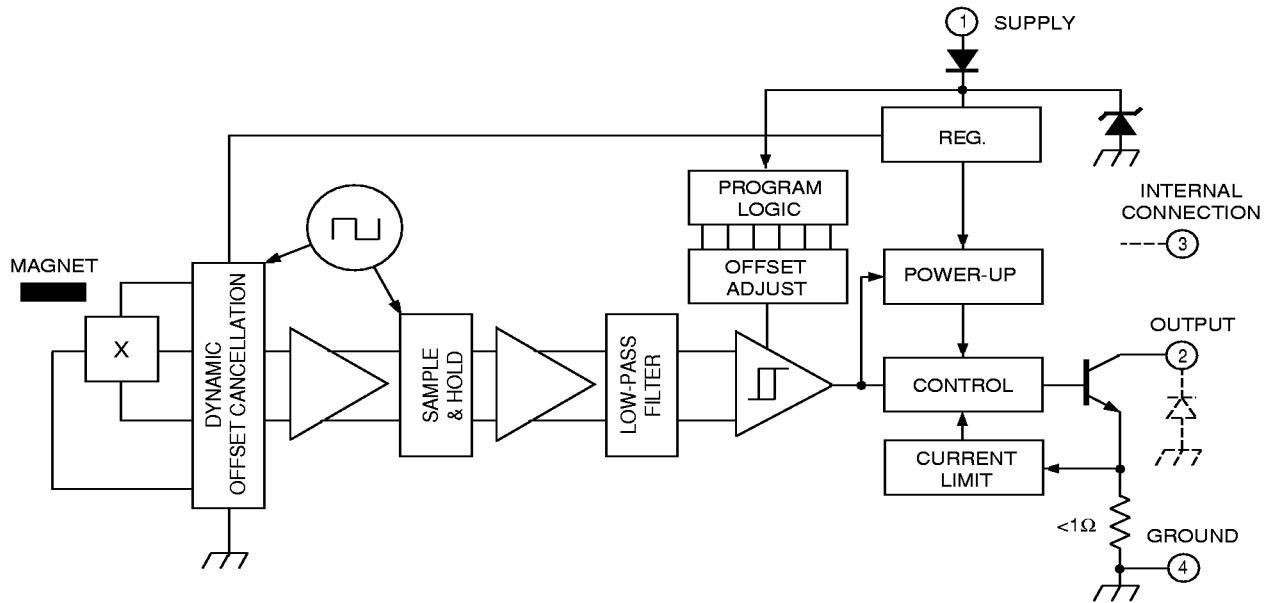 1 SUPPLY
REG.
PROGRAM
LOGIC
INTERNAL
CONNECTION
3
MAGNET
DYNAMIC
OFFSET CANCELLATION
OFFSET
ADJUST
POWER-UP
X
SAMPLE
& HOLD
LOW-PASS
FILTER
CONTROL
OUTPUT
2
CURRENT
LIMIT
<1Ω
GROUND
4